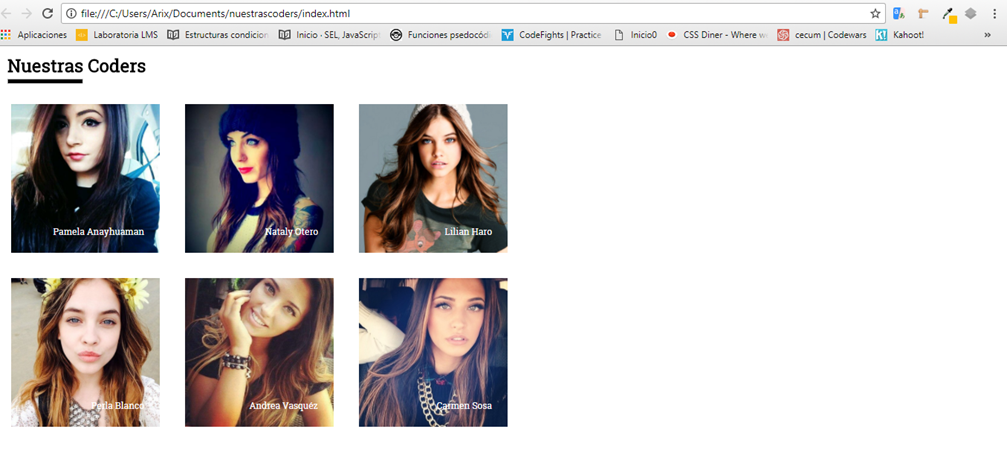 file:///C:/Users/Arix/Documents/nuestrascoders/index.html
Aplicaciones Laboratoria LMS Estructuras condicion Inicio · SEL, JavaScrip Funciones psedocódi CodeFights | Practice Inicio0 CSS Diner - Where w cecum | Codewars Kahoot! »
Nuestras Coders
Pamela Anayhuaman Nataly Otero Lilian Haro
Perla Blanco Andrea Vasquéz Carmen Sosa